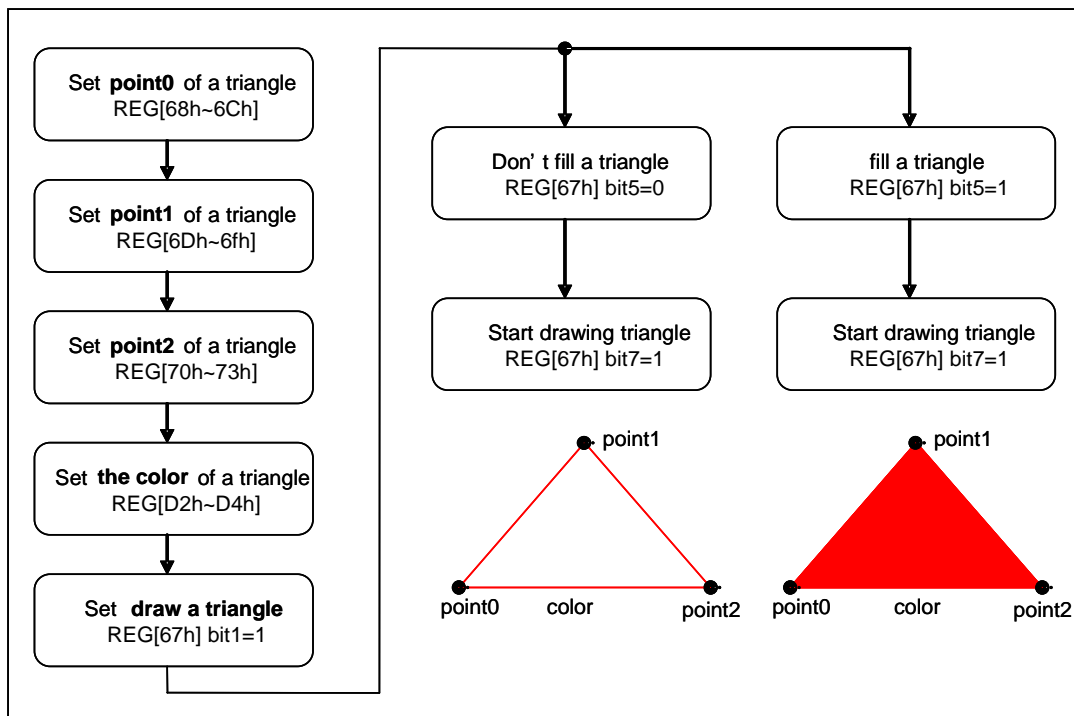 Set point0 of a triangle
REG[68h~6Ch]
Set point1 of a triangle
REG[6Dh~6fh]
Set point2 of a triangle
REG[70h~73h]
Set the color of a triangle
REG[D2h~D4h]
Set draw a triangle
REG[67h] bit1=1
Don' t fill a triangle
REG[67h] bit5=0
Start drawing triangle
REG[67h] bit7=1
point1
point0
color
point2
fill a triangle
REG[67h] bit5=1
Start drawing triangle
REG[67h] bit7=1
point1
point0
color
point2